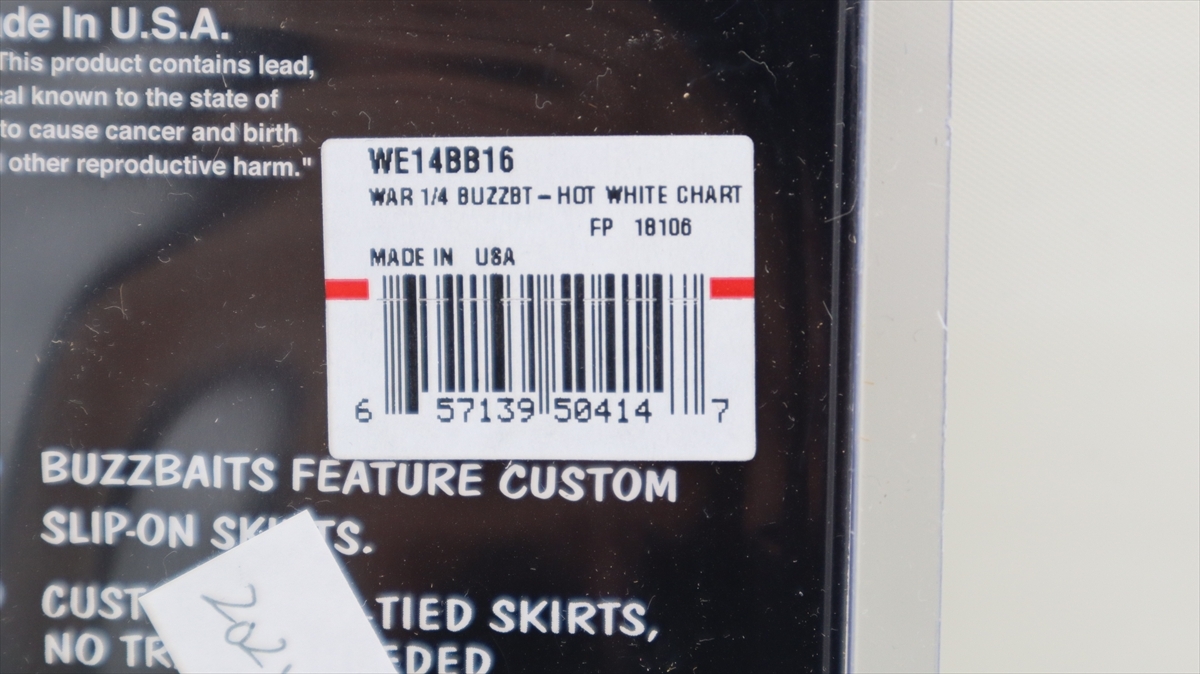 de In U.S.A.
This product contains lead,
cal known to the state of
to cause cancer and birth
other reproductive harm."
WE14BB16
WAR 1/4 BUZZBT – HOT WHITE CHART
FP 18106
MADE IN USA
6 57139 50414 7
BUZZBAITS FEATURE CUSTOM
SLIP-ON SK TS.
CUST -TIED SKIRTS,
NO TR EDED
202